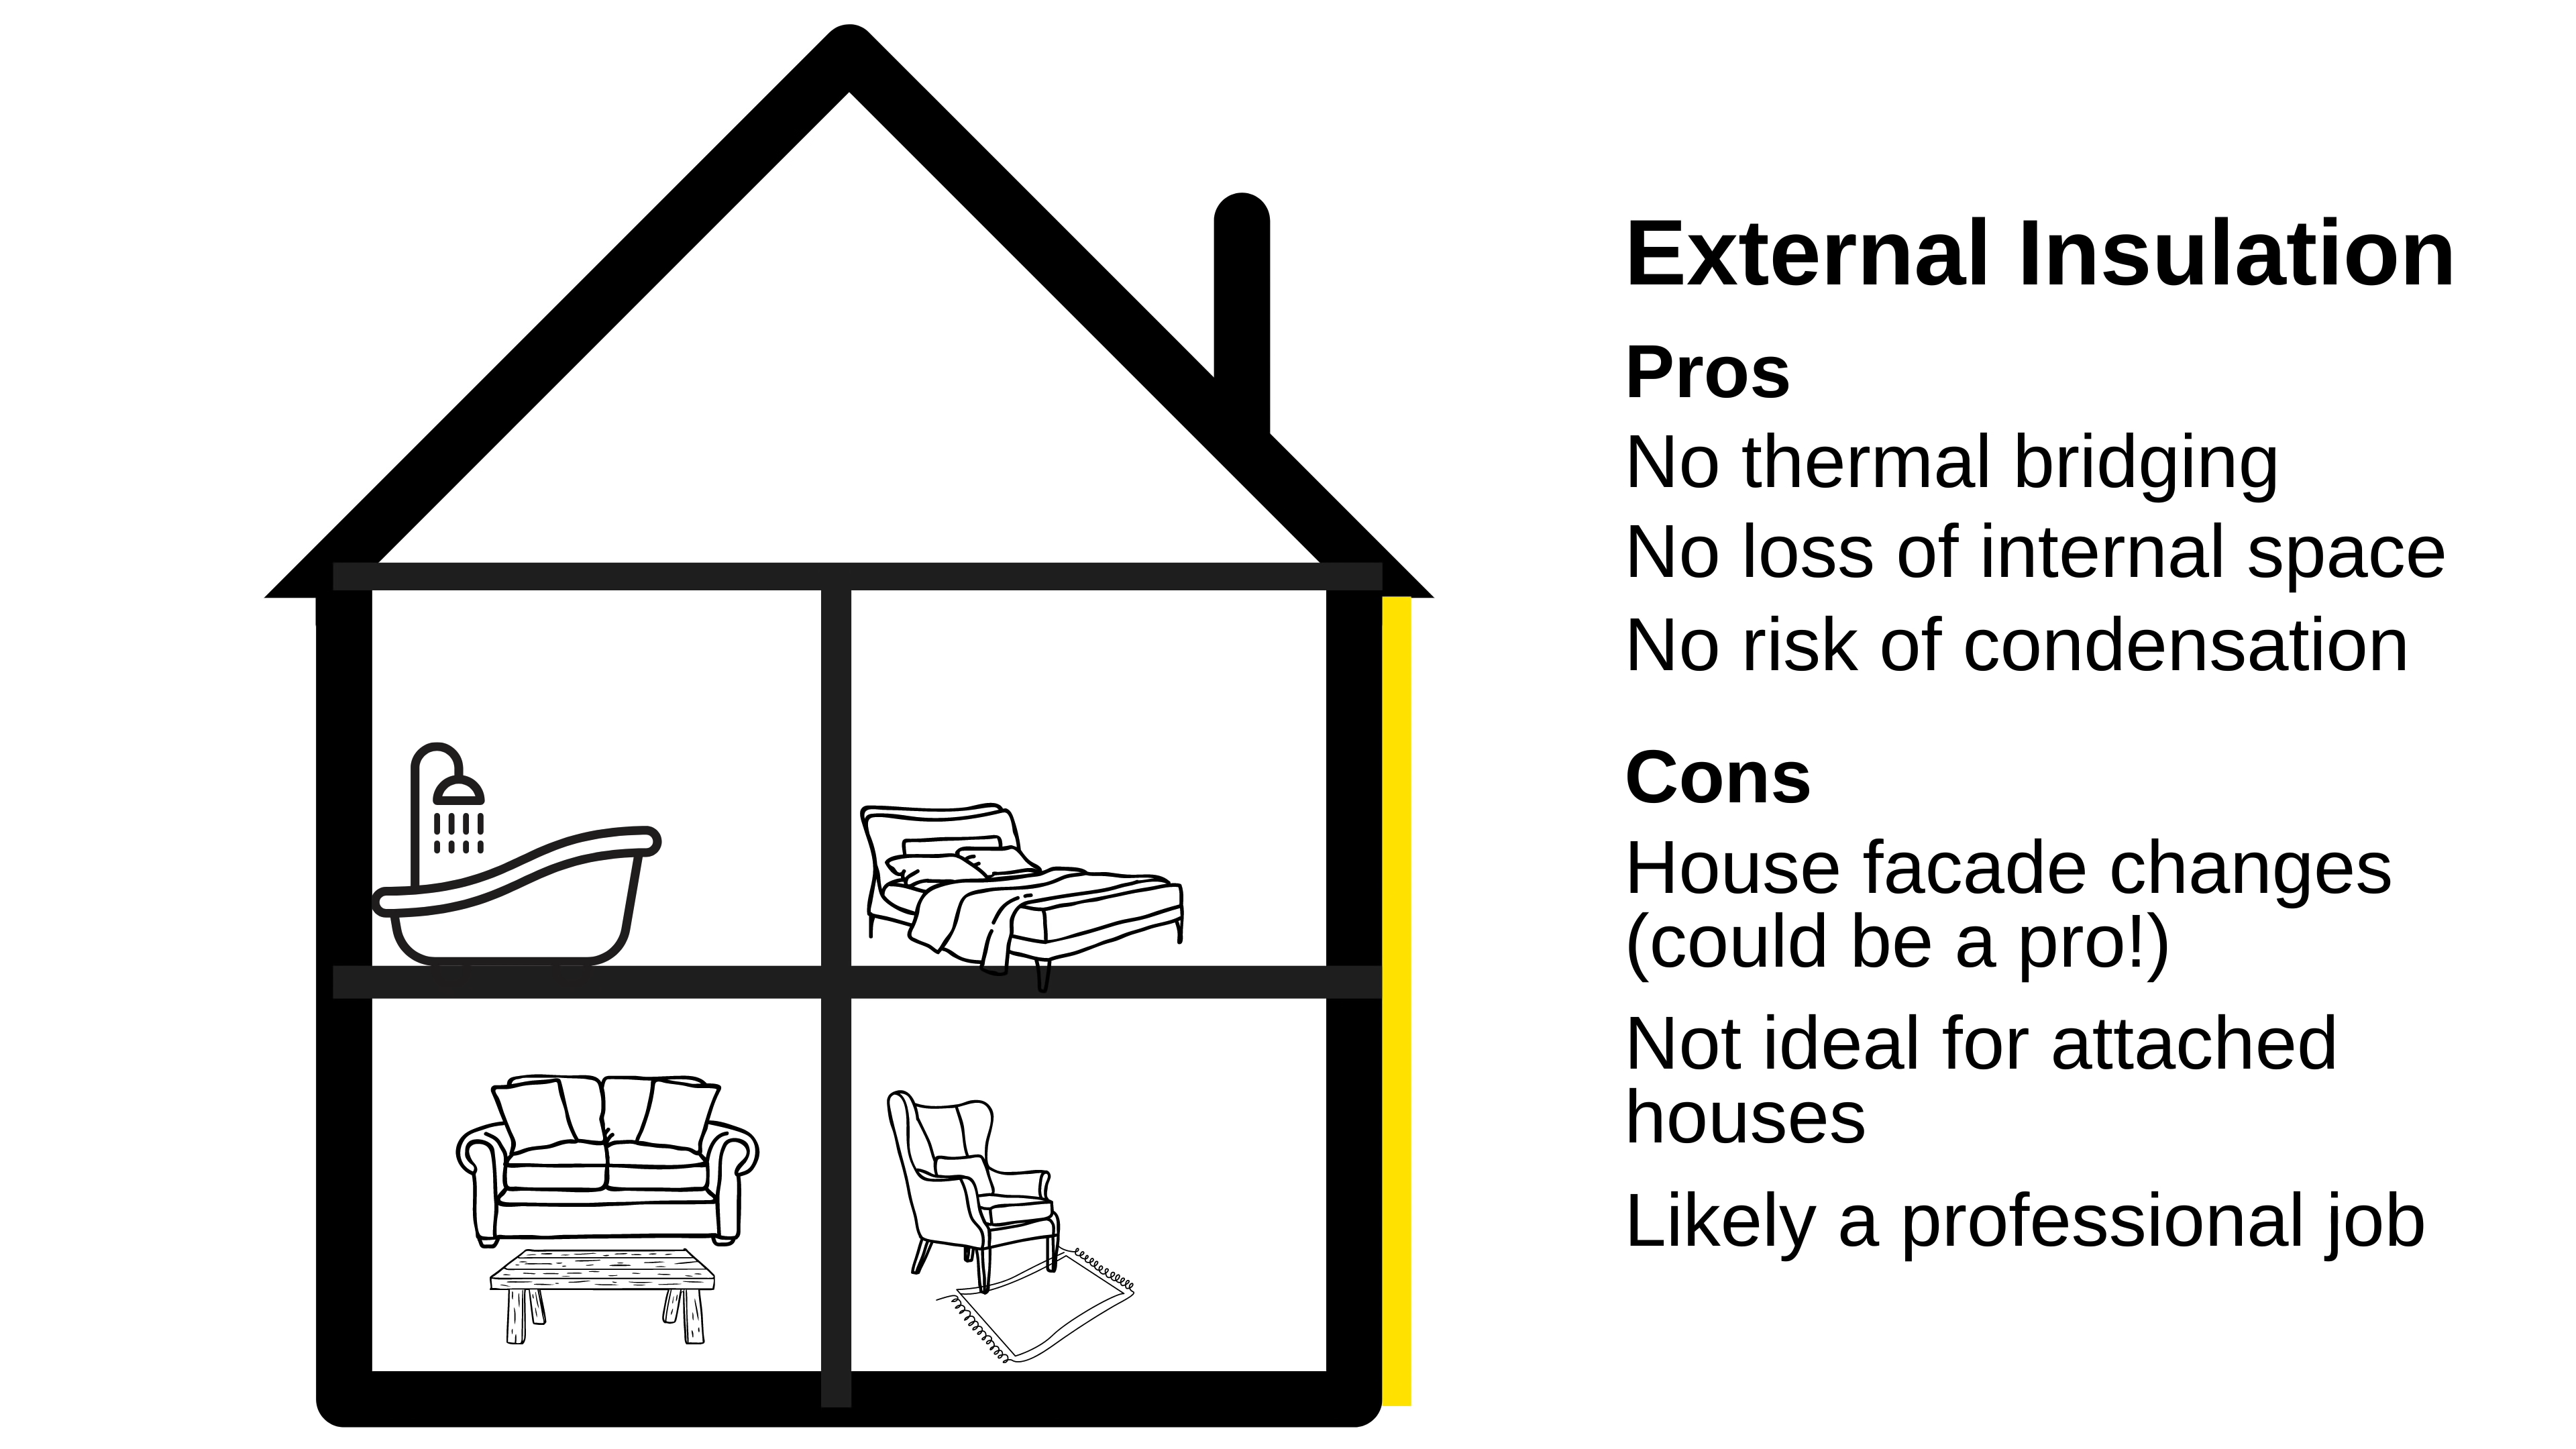 External Insulation
Pros
No thermal bridging
No loss of internal space
No risk of condensation
Cons
House facade changes
(could be a pro!)
Not ideal for attached
houses
Likely a professional job